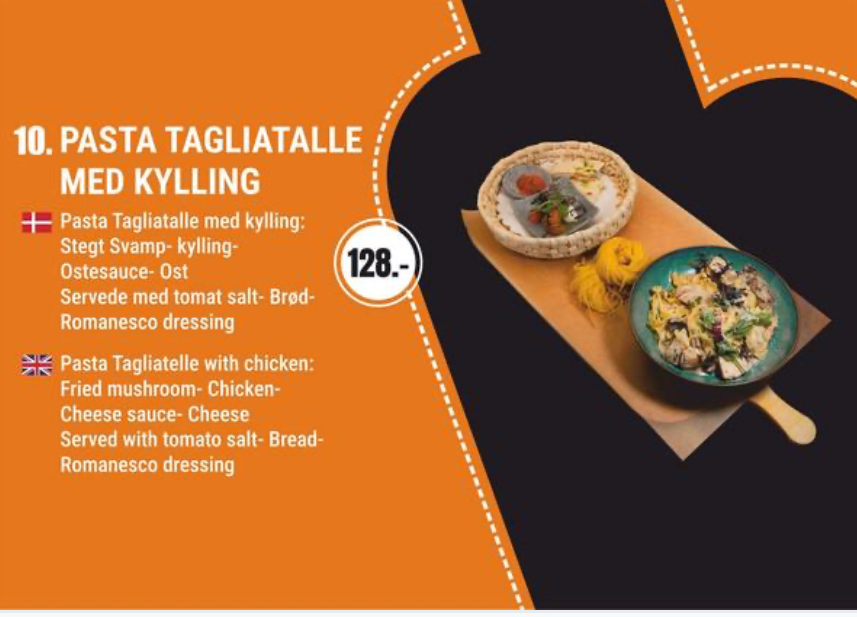 10. PASTA TAGLIATALLE
MED KYLLING
Pasta Tagliatalle med kylling:
Stegt Svamp- kylling-
Ostesauce- Ost
Servede med tomat salt- Brød-
Romanesco dressing
128.-
Pasta Tagliatelle with chicken:
Fried mushroom- Chicken-
Cheese sauce- Cheese
Served with tomato salt- Bread-
Romanesco dressing